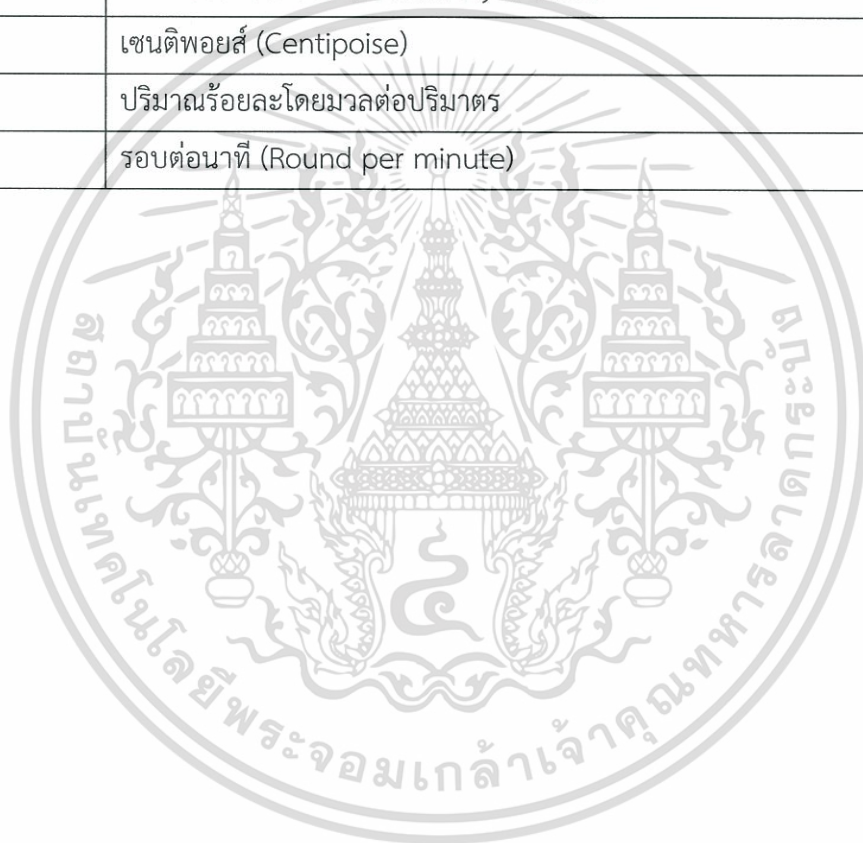 เซนติพอยส์ (Centipoise)
ปริมาณร้อยละโดยมวลต่อปริมาตร
รอบต่อนาที (Round per minute)
สถาบันเทคโนโลยีพระจอมเกล้าเจ้าคุณทหารลาดกระบัง